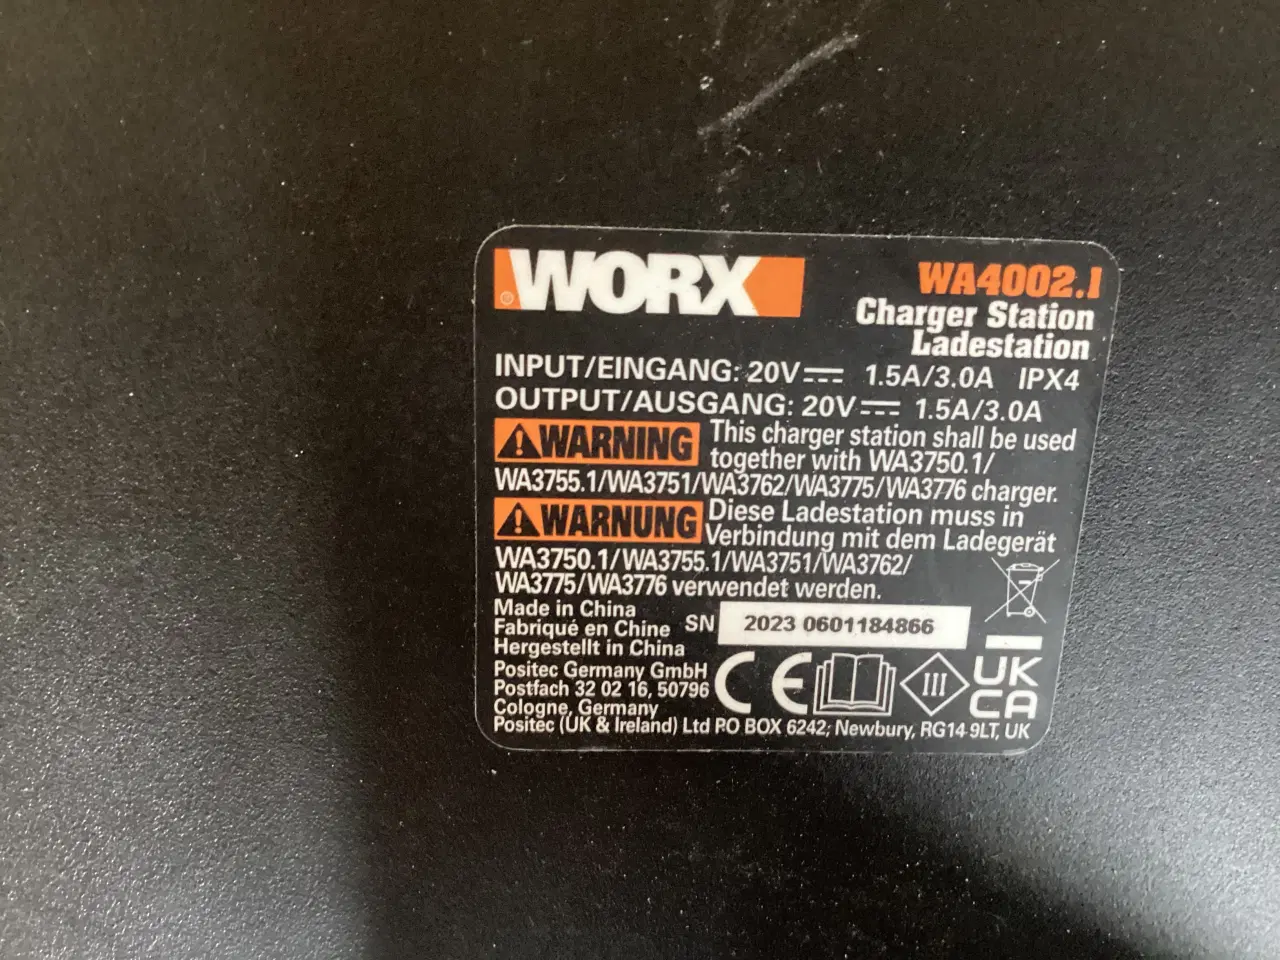 WORX
WA4002.1
Charger Station
Ladestation
INPUT/EINGANG: 20V⎓ 1.5A/3.0A IPX4
OUTPUT/AUSGANG: 20V⎓ 1.5A/3.0A
WARNING This charger station shall be used
together with WA3750.1/
WA3755.1/WA3751/WA3762/WA3775/WA3776 charger.
WARNUNG Diese Ladestation muss in
Verbindung mit dem Ladegerät
WA3750.1/WA3755.1/WA3751/WA3762/
WA3775/WA3776 verwendet werden.
Made in China
Fabriqué en Chine
Hergestellt in China
SN 2023 0601184866
Positec Germany GmbH
Postfach 32 02 16, 50796
Cologne, Germany
Positec (UK & Ireland) Ltd PO BOX 6242, Newbury, RG14 9LT, UK
CE
III
UK
CA